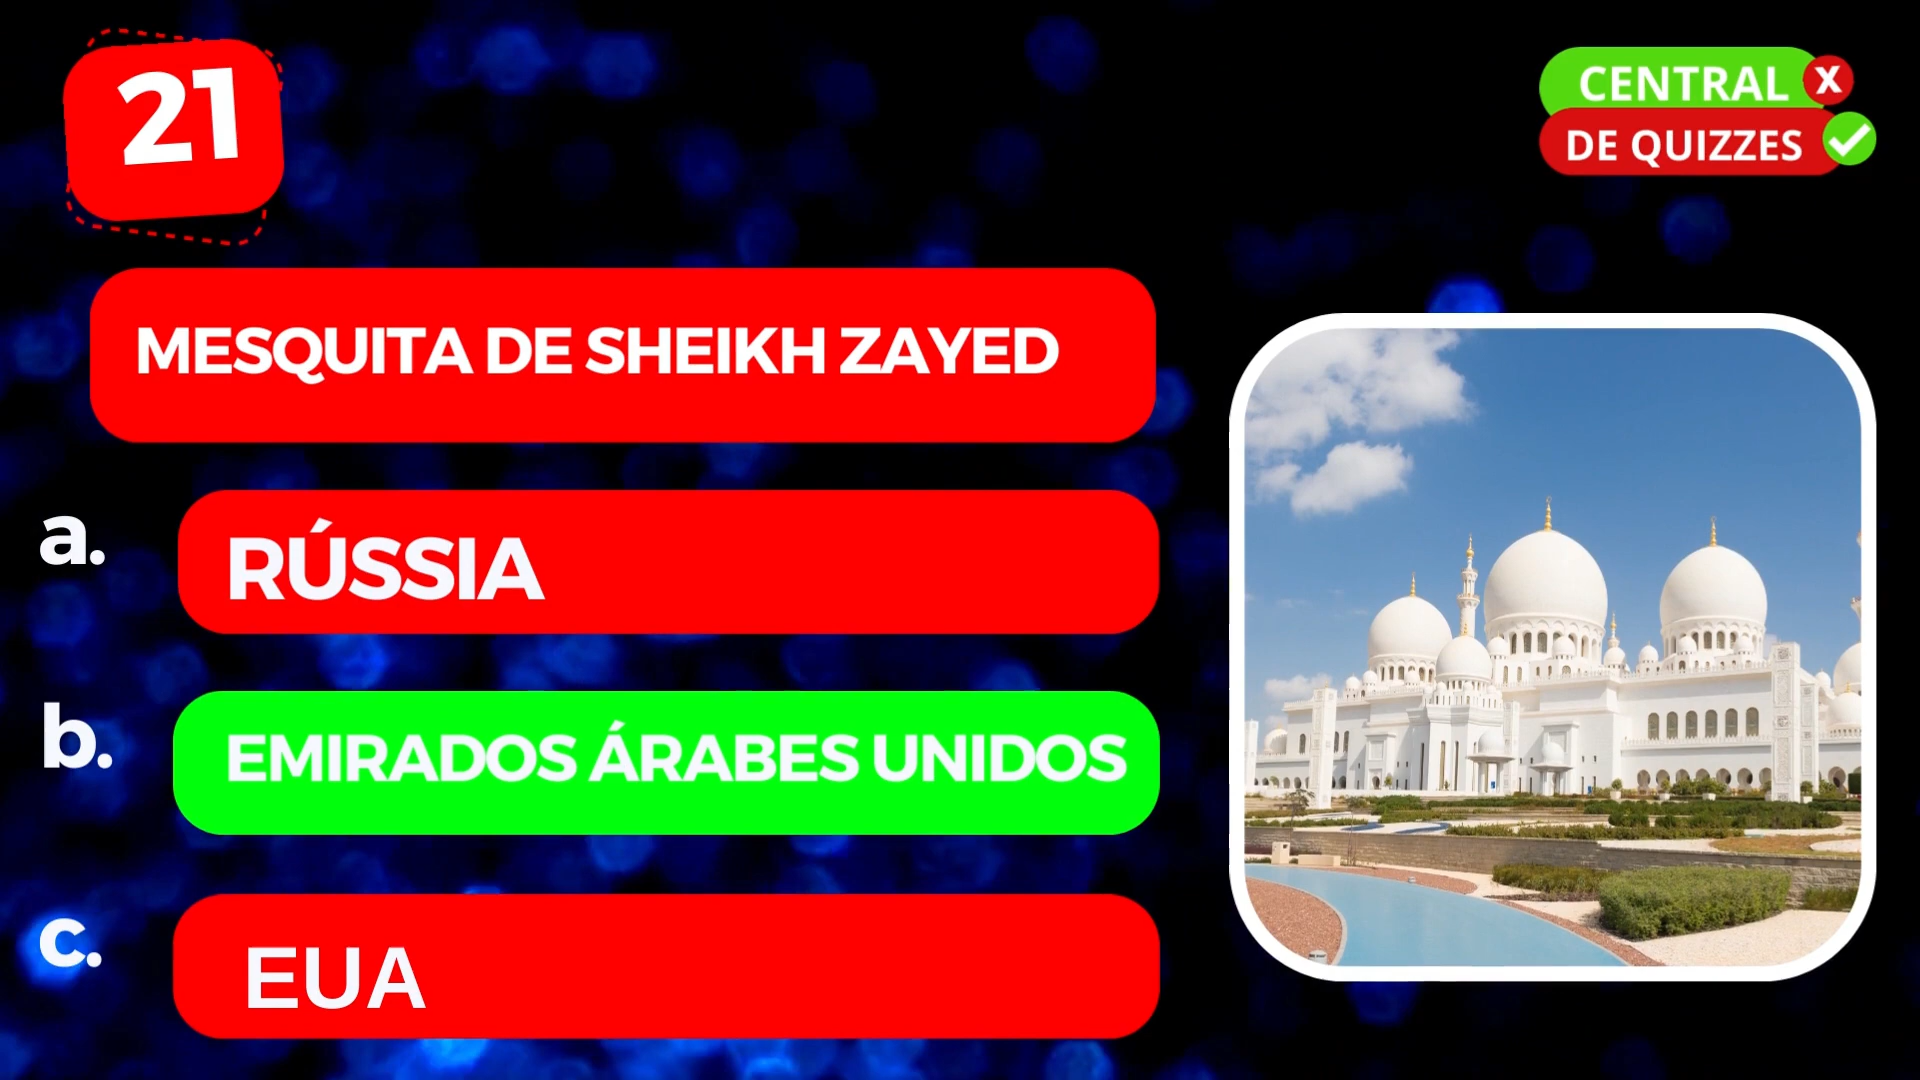 21
CENTRAL X
DE QUIZZES
MESQUITA DE SHEIKH ZAYED
a. RÚSSIA
b. EMIRADOS ÁRABES UNIDOS
c. EUA